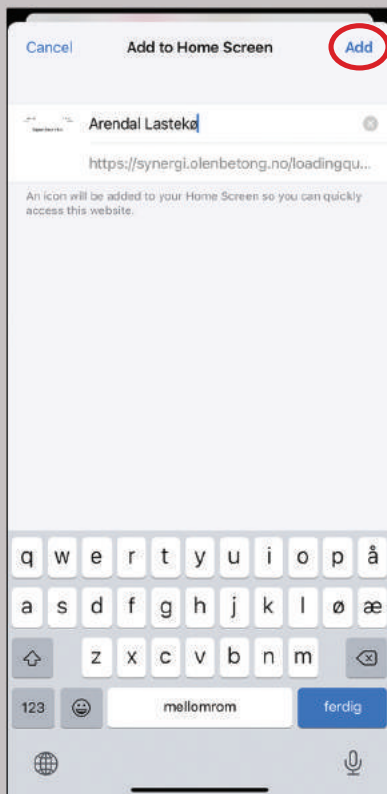 Cancel Add to Home Screen Add
Arendal Lastekø
https://synergi.olenbetong.no/loadingqu...
An icon will be added to your Home Screen so you can quickly
access this website.
q w e r t y u i o p å
a s d f g h j k l ø æ
z x c v b n m
123 mellomrom ferdig